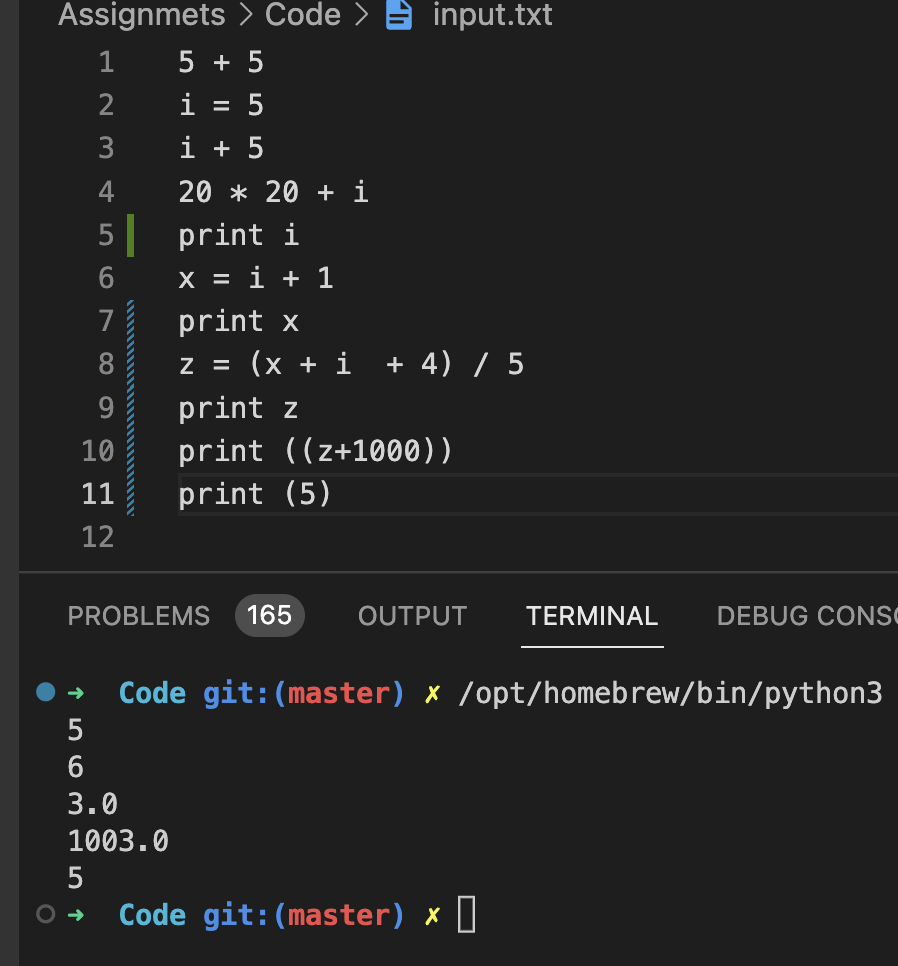 Assignmets > Code > input.txt
1 5 + 5
2 i = 5
3 i + 5
4 20 * 20 + i
5 print i
6 x = i + 1
7 print x
8 z = (x + i  + 4) / 5
9 print z
10 print ((z+1000))
11 print (5)
12
PROBLEMS 165 OUTPUT TERMINAL DEBUG CONSO
➜ Code git:(master) ✗ /opt/homebrew/bin/python3
5
6
3.0
1003.0
5
➜ Code git:(master) ✗